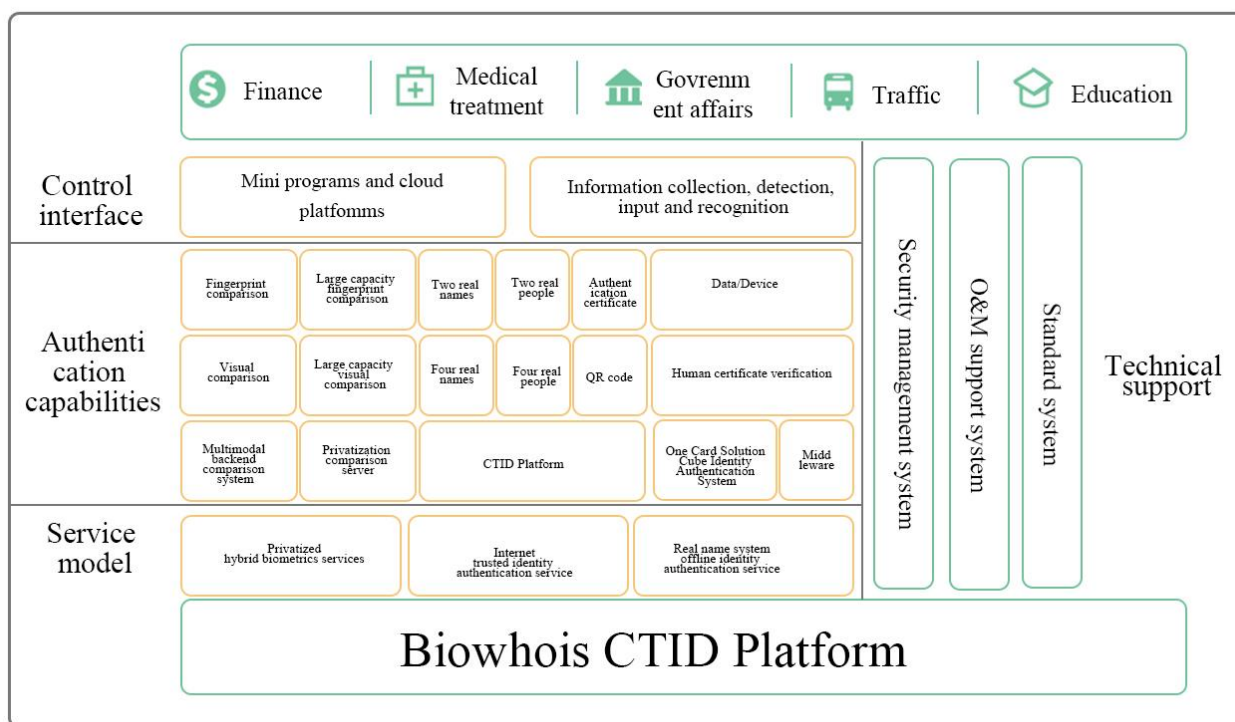 Finance
Medical
treatment
Govrenm
ent affairs
Traffic
Education
Control
interface
Mini programs and cloud
platfomms
Information collection, detection,
input and recognition
Authenti
cation
capabilities
Fingerprint
comparison
Large capacity
fingerprint
comparison
Two real
names
Two real
people
Authent
ication
certificate
Data/Device
Visual
comparison
Large capacity
visual
comparison
Four real
names
Four real
people
QR code
Human certificate verification
Multimodal
backend
comparison
system
Privatization
comparison
server
CTID Platform
One Card Solution
Cube Identity
Authentication
System
Midd
leware
Service
model
Privatized
hybrid biometrics services
Internet
trusted identity
authentication service
Real name system
offline identity
authentication service
Security management system
O&M support system
Standard system
Technical
support
Biowhois CTID Platform